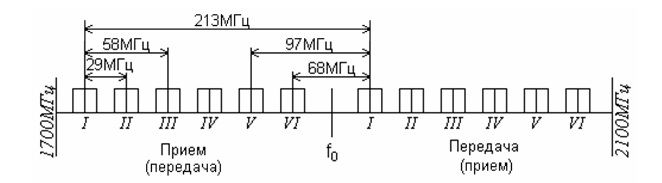 213МГц
58МГц 97МГц
29МГц 68МГц
1700МГц
I II III IV V VI f₀ I II III IV V VI
2100МГц
Прием
(передача)
Передача
(прием)